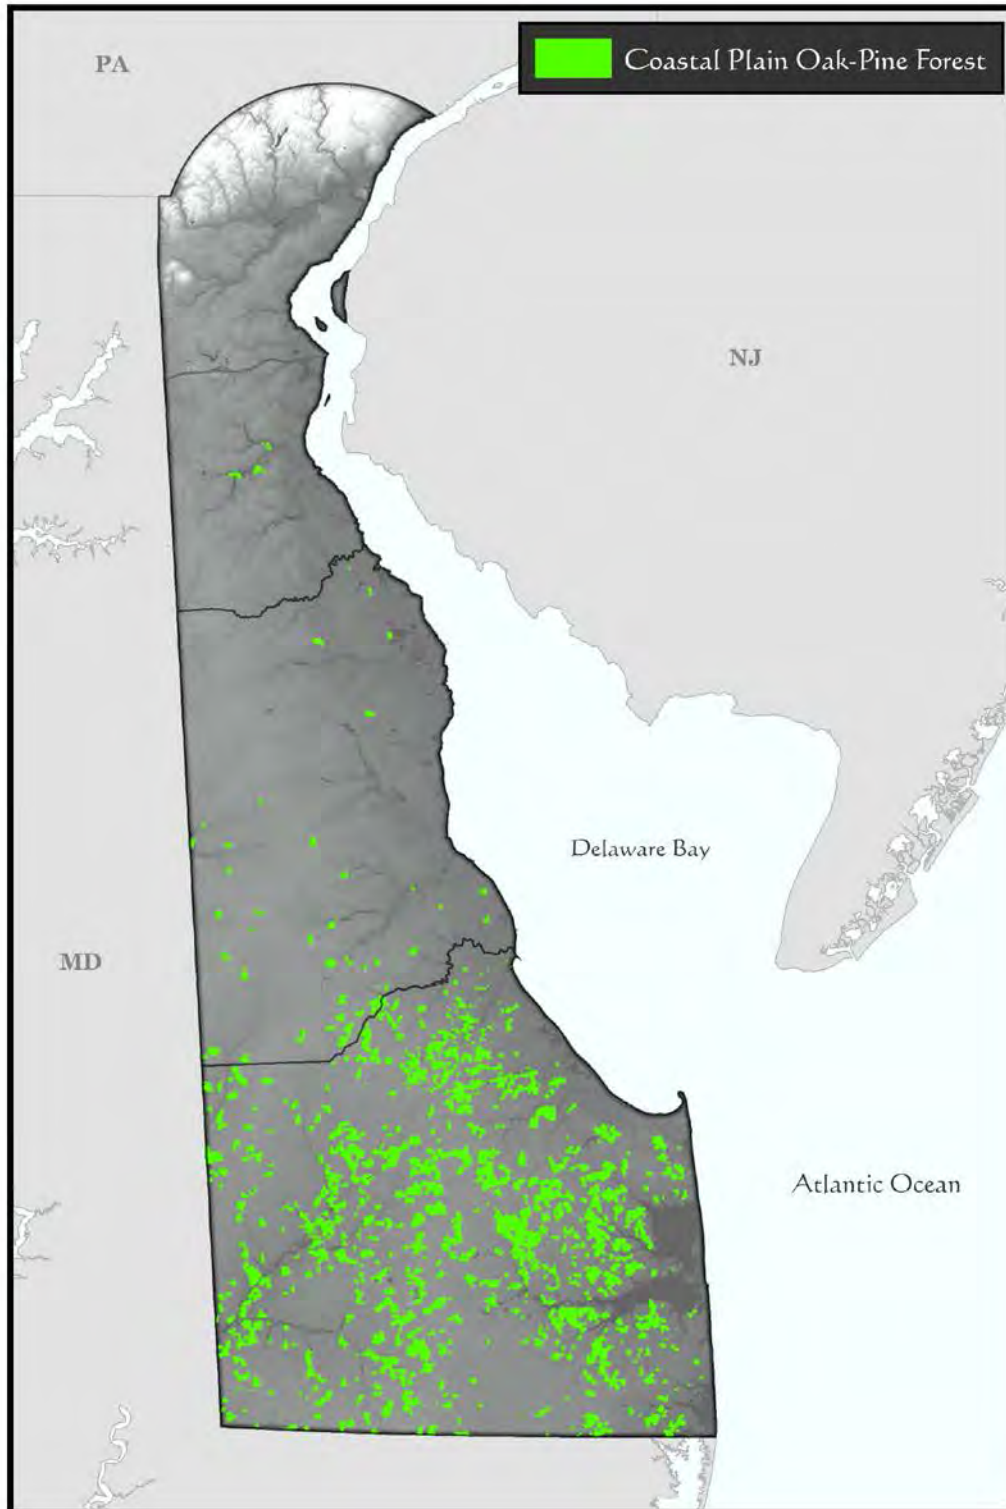 Coastal Plain Oak-Pine Forest
PA
NJ
Delaware Bay
MD
Atlantic Ocean